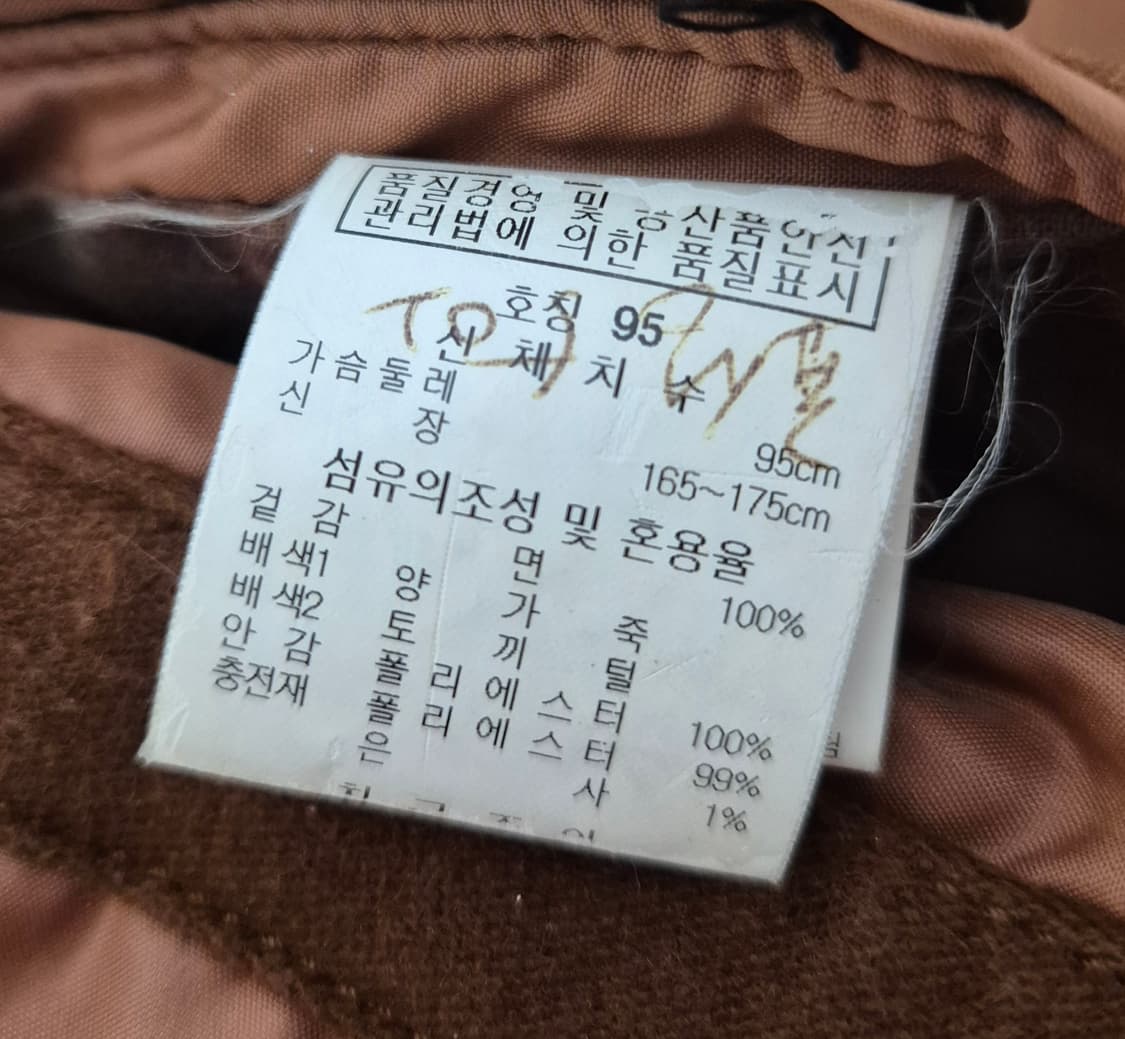 품질경영 및 공산품안전
관리법에 의한 품질표시
호칭 95
신 체 치 수
가슴둘레 95cm
신 장 165~175cm
섬유의조성 및 혼용율
겉 감 면 100%
배 색1 양 가 죽
배 색2 토 끼 털
안 감 폴 리 에 스 터 100%
충전재 폴 리 에 스 터 99%
은 사 1%